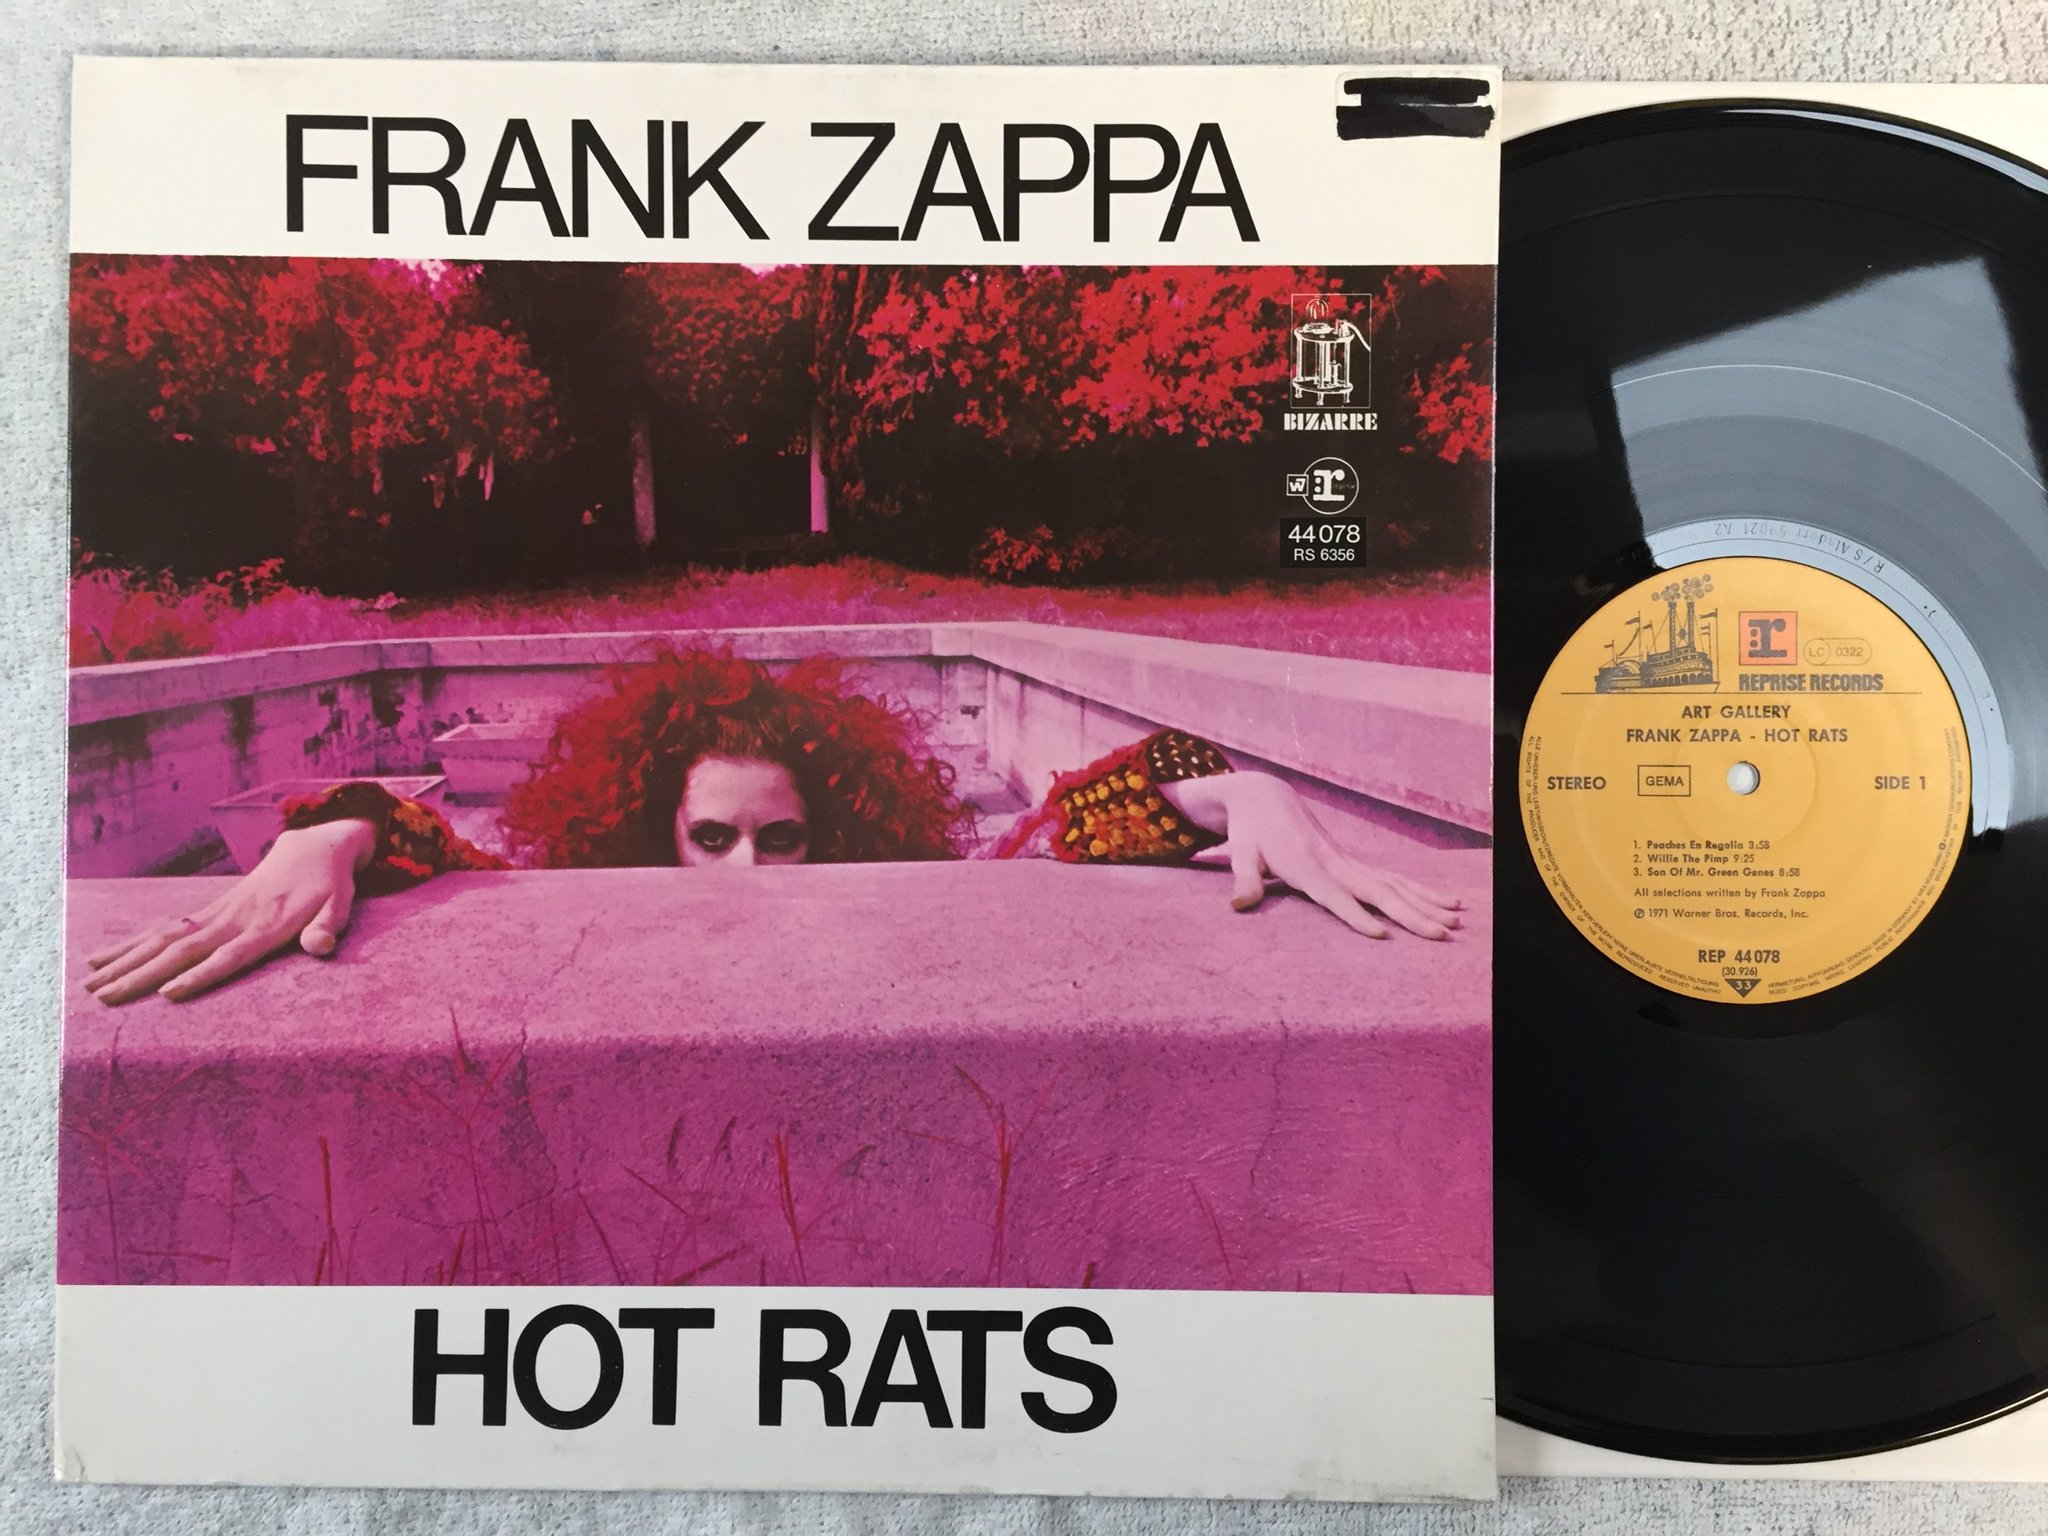 FRANK ZAPPA
BIZARRE
W r
44 078
RS 6356
HOT RATS
R/S Alsdorf
r
LC 0322
REPRISE RECORDS
ART GALLERY
FRANK ZAPPA - HOT RATS
STEREO
GEMA
SIDE 1
1. Peaches En Regalia 3:58
2. Willie The Pimp 9:25
3. Son Of Mr. Green Genes 8:58
All selections written by Frank Zappa
℗ 1971 Warner Bros. Records, Inc.
REP 44 078
(30.926)
33